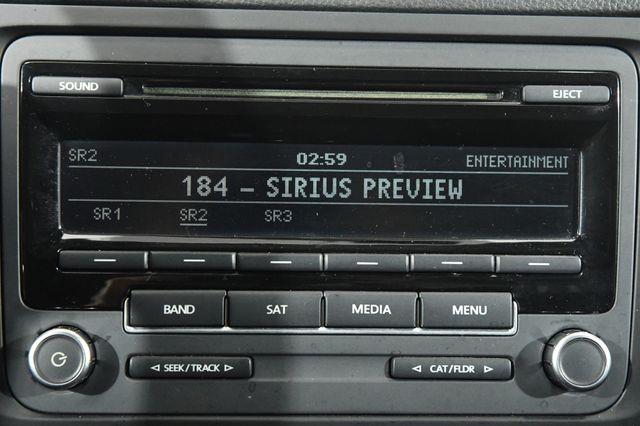 SOUND
EJECT
SR2 02:59 ENTERTAINMENT
184 - SIRIUS PREVIEW
SR1 SR2 SR3
BAND SAT MEDIA MENU
◁ SEEK/TRACK ▷ ◁ CAT/FLDR ▷